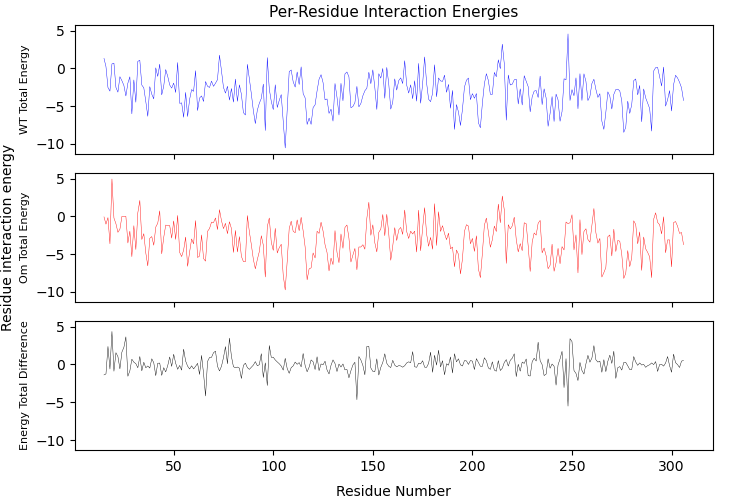 Per-Residue Interaction Energies
Residue interaction energy
WT Total Energy
5
0
−5
−10
Om Total Energy
5
0
−5
−10
Energy Total Difference
5
0
−5
−10
50 100 150 200 250 300
Residue Number